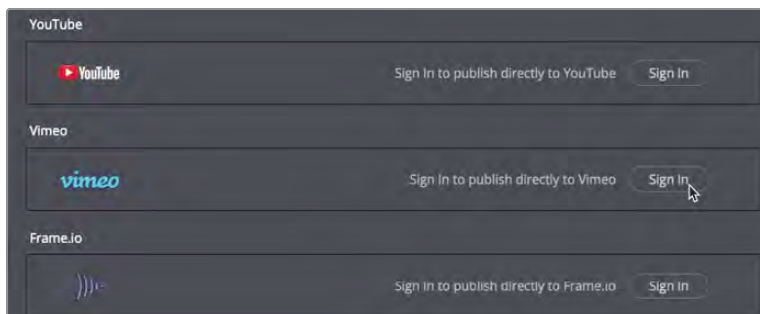 YouTube
YouTube Sign In to publish directly to YouTube Sign In
Vimeo
vimeo Sign In to publish directly to Vimeo Sign In
Frame.io
Sign In to publish directly to Frame.io Sign In